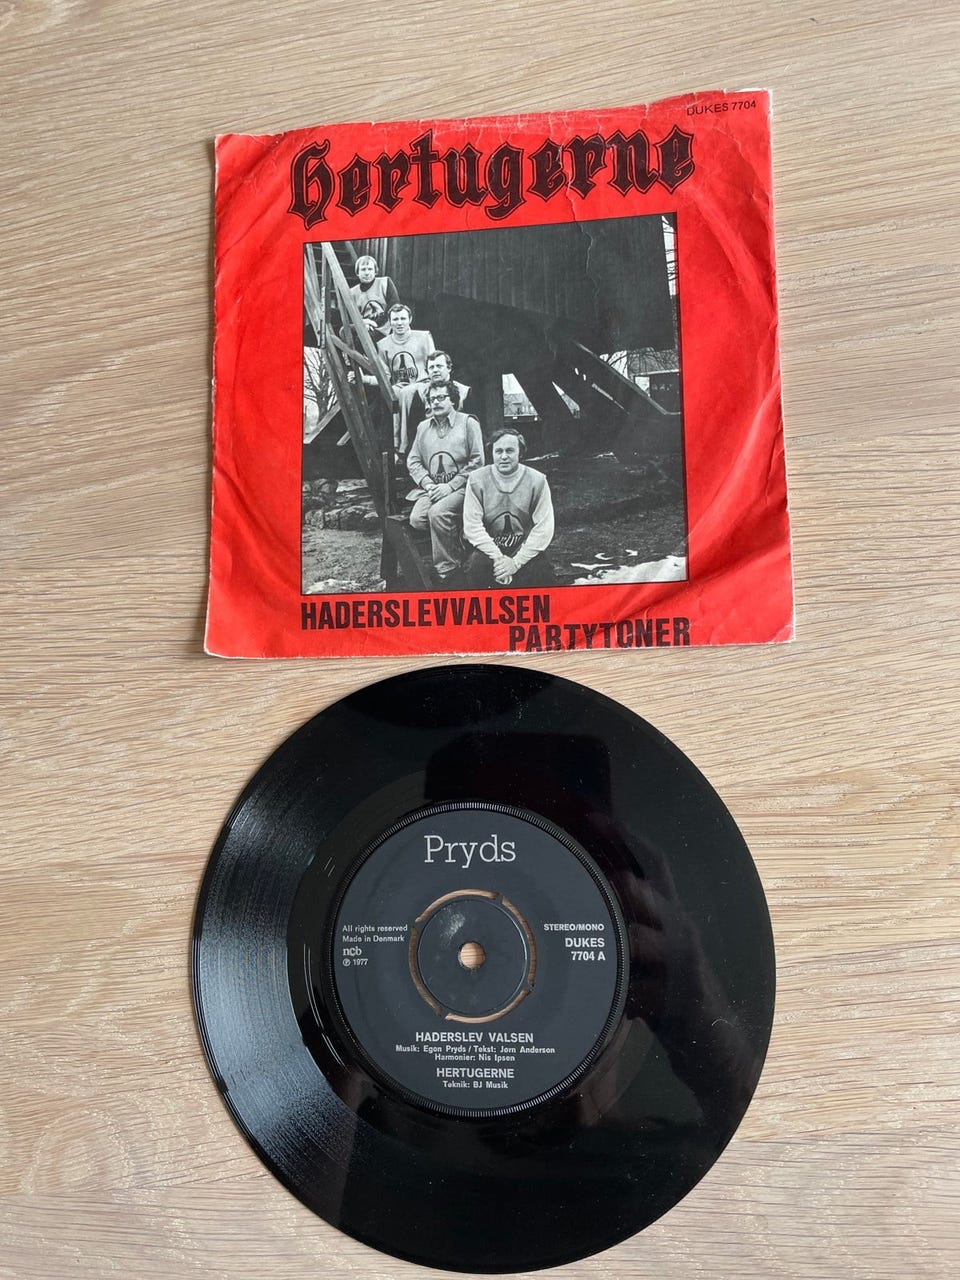 DUKES 7704
Hertugerne
HADERSLEVVALSEN
PARTYTONER
Pryds
All rights reserved
Made in Denmark
ncb
℗ 1977
STEREO/MONO
DUKES
7704 A
HADERSLEV VALSEN
Musik: Egon Pryds / Tekst: Jørn Anderson
Harmonier: Nis Ipsen
HERTUGERNE
Teknik: BJ Musik